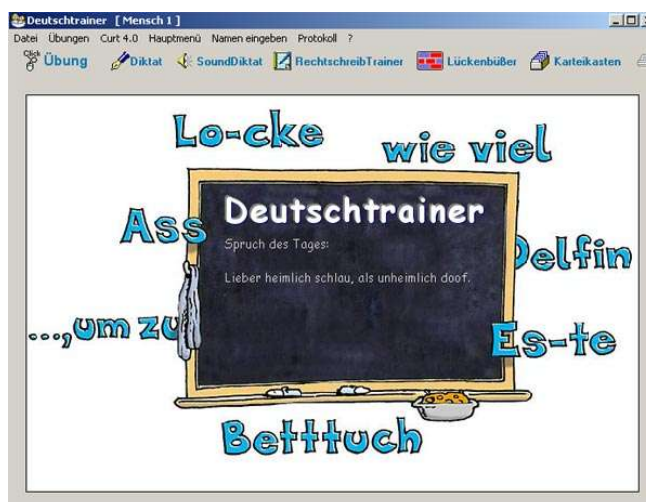 Deutschtrainer [ Mensch 1 ]
Datei Übungen Curt 4.0 Hauptmenü Namen eingeben Protokoll ?
Click Übung Diktat SoundDiktat RechtschreibTrainer Lückenbüßer Karteikasten
Lo-cke
wie viel
Deutschtrainer
Ass
Spruch des Tages:
Delfin
Lieber heimlich schlau, als unheimlich doof.
...,um zu
Es-te
Betttuch